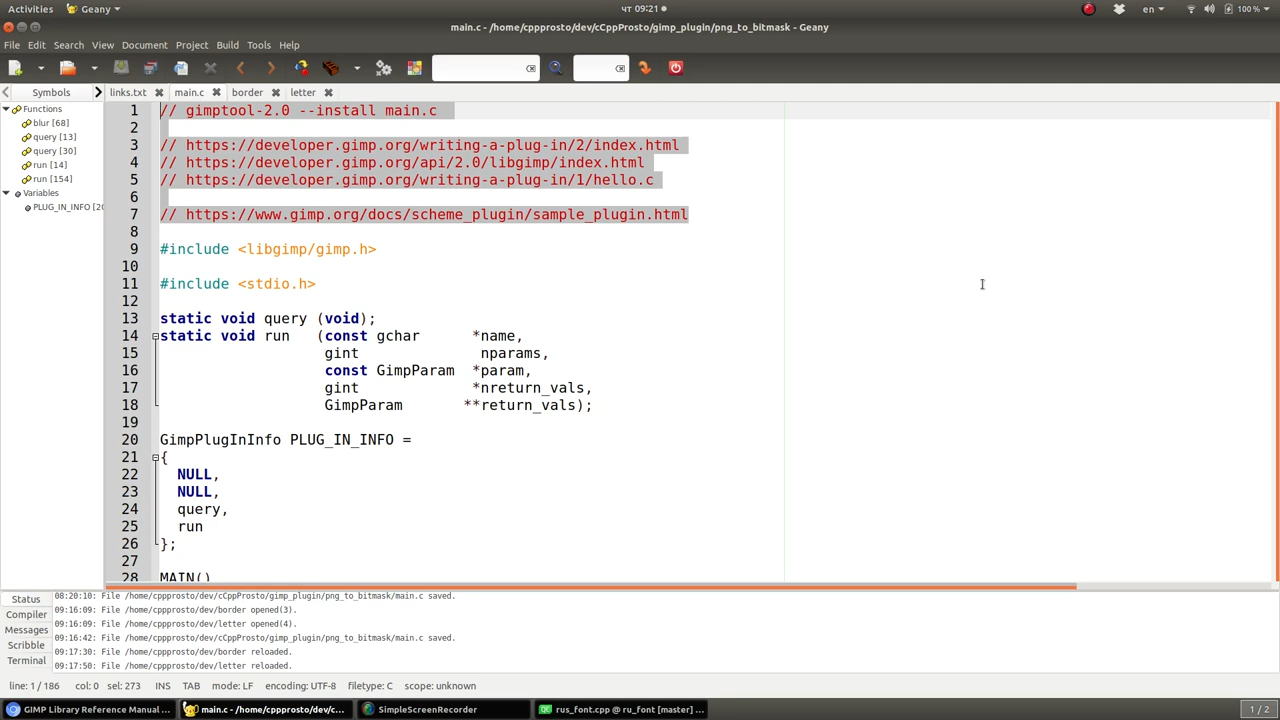 Activities Geany чт 09:21 en 100 %
main.c - /home/cppprosto/dev/cCppProsto/gimp_plugin/png_to_bitmask - Geany
File Edit Search View Document Project Build Tools Help
Symbols links.txt main.c border letter
Functions
blur [68]
query [13]
query [30]
run [14]
run [154]
Variables
PLUG_IN_INFO [20
1 // gimptool-2.0 --install main.c
2
3 // https://developer.gimp.org/writing-a-plug-in/2/index.html
4 // https://developer.gimp.org/api/2.0/libgimp/index.html
5 // https://developer.gimp.org/writing-a-plug-in/1/hello.c
6
7 // https://www.gimp.org/docs/scheme_plugin/sample_plugin.html
8
9 #include <libgimp/gimp.h>
10
11 #include <stdio.h>
12
13 static void query (void);
14 static void run (const gchar *name,
15 gint nparams,
16 const GimpParam *param,
17 gint *nreturn_vals,
18 GimpParam **return_vals);
19
20 GimpPlugInInfo PLUG_IN_INFO =
21 {
22 NULL,
23 NULL,
24 query,
25 run
26 };
27
28 MAIN()
Status
Compiler
Messages
Scribble
Terminal
08:20:10: File /home/cppprosto/dev/cCppProsto/gimp_plugin/png_to_bitmask/main.c saved.
09:16:09: File /home/cppprosto/dev/border opened(3).
09:16:09: File /home/cppprosto/dev/letter opened(4).
09:16:42: File /home/cppprosto/dev/cCppProsto/gimp_plugin/png_to_bitmask/main.c saved.
09:17:30: File /home/cppprosto/dev/border reloaded.
09:17:50: File /home/cppprosto/dev/letter reloaded.
line: 1 / 186 col: 0 sel: 273 INS TAB mode: LF encoding: UTF-8 filetype: C scope: unknown
GIMP Library Reference Manual ... main.c - /home/cppprosto/dev/c... SimpleScreenRecorder rus_font.cpp @ ru_font [master] ... 1 / 2